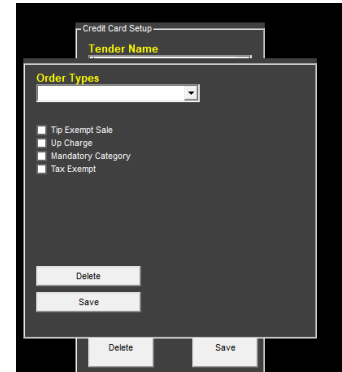 Credit Card Setup
Tender Name
Order Types
Tip Exempt Sale
Up Charge
Mandatory Category
Tax Exempt
Delete
Save
Delete
Save